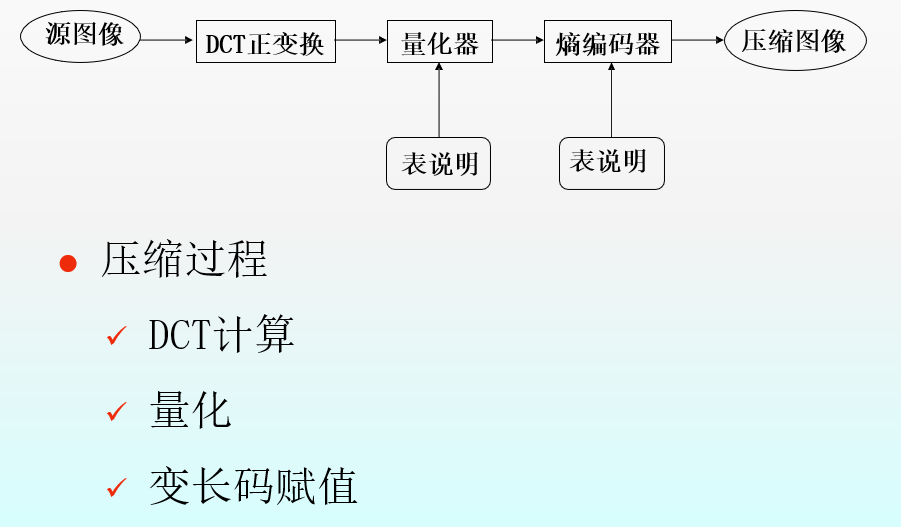 源图像 DCT正变换 量化器 熵编码器 压缩图像
表说明 表说明
压缩过程
DCT计算
量化
变长码赋值